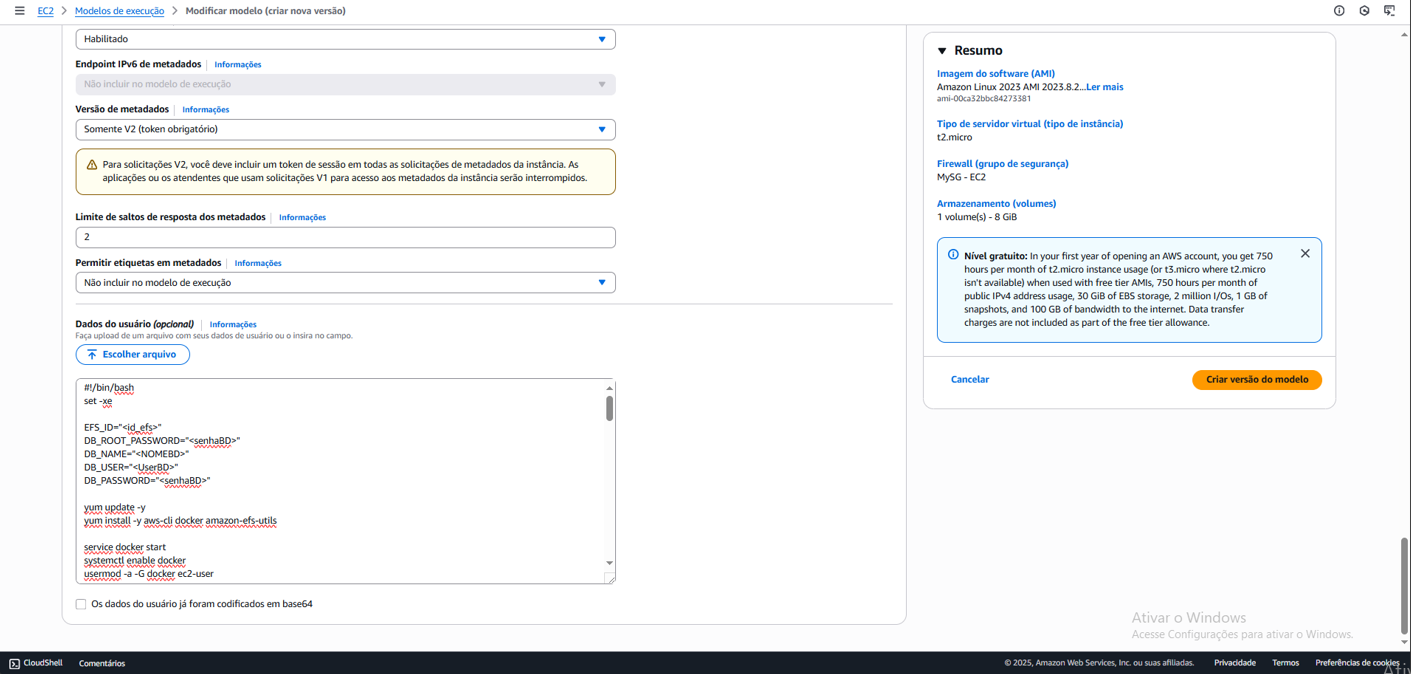 EC2 > Modelos de execução > Modificar modelo (criar nova versão)
Habilitado
Endpoint IPv6 de metadados | Informações
Não incluir no modelo de execução
Versão de metadados | Informações
Somente V2 (token obrigatório)
Para solicitações V2, você deve incluir um token de sessão em todas as solicitações de metadados da instância. As
aplicações ou os atendentes que usam solicitações V1 para acesso aos metadados da instância serão interrompidos.
Limite de saltos de resposta dos metadados | Informações
2
Permitir etiquetas em metadados | Informações
Não incluir no modelo de execução
Dados do usuário (opcional) | Informações
Faça upload de um arquivo com seus dados de usuário ou o insira no campo.
Escolher arquivo
#!/bin/bash
set -xe
EFS_ID="<id_efs>"
DB_ROOT_PASSWORD="<senhaBD>"
DB_NAME="<NOMEBD>"
DB_USER="<UserBD>"
DB_PASSWORD="<senhaBD>"
yum update -y
yum install -y aws-cli docker amazon-efs-utils
service docker start
systemctl enable docker
usermod -a -G docker ec2-user
Os dados do usuário já foram codificados em base64
Resumo
Imagem do software (AMI)
Amazon Linux 2023 AMI 2023.8.2...Ler mais
ami-00ca32bbc84273381
Tipo de servidor virtual (tipo de instância)
t2.micro
Firewall (grupo de segurança)
MySG - EC2
Armazenamento (volumes)
1 volume(s) - 8 GiB
Nível gratuito: In your first year of opening an AWS account, you get 750
hours per month of t2.micro instance usage (or t3.micro where t2.micro
isn't available) when used with free tier AMIs, 750 hours per month of
public IPv4 address usage, 30 GiB of EBS storage, 2 million I/Os, 1 GB of
snapshots, and 100 GB of bandwidth to the internet. Data transfer
charges are not included as part of the free tier allowance.
Cancelar
Criar versão do modelo
Ativar o Windows
Acesse Configurações para ativar o Windows.
CloudShell Comentários © 2025, Amazon Web Services, Inc. ou suas afiliadas. Privacidade Termos Preferências de cookies